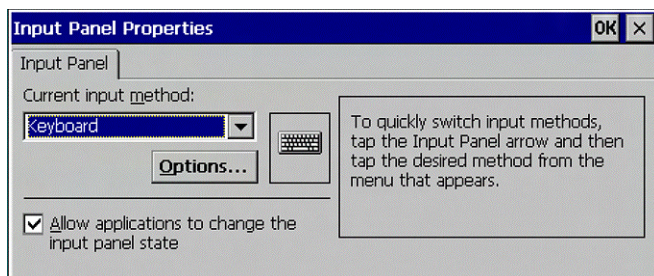 Input Panel Properties
OK ×
Input Panel
Current input method:
Keyboard
Options...
To quickly switch input methods,
tap the Input Panel arrow and then
tap the desired method from the
menu that appears.
Allow applications to change the
input panel state